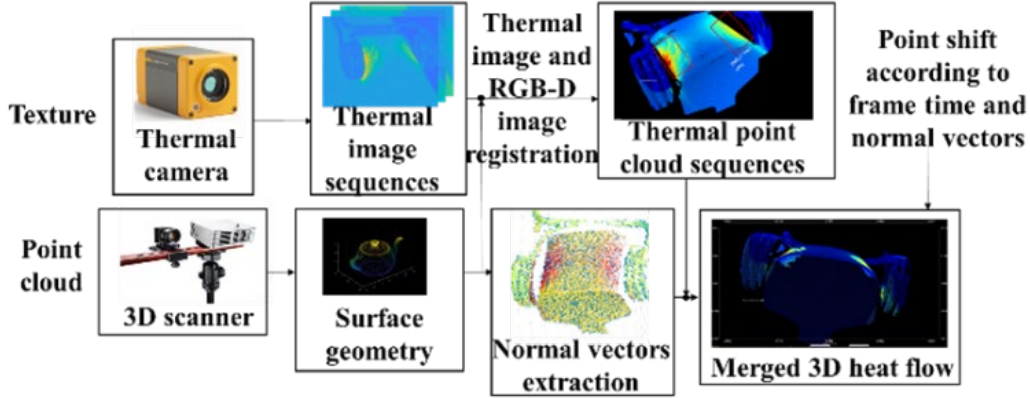 Texture
Thermal
camera
Thermal
image
sequences
Thermal
image and
RGB-D
image
registration
Thermal point
cloud sequences
Point shift
according to
frame time and
normal vectors
Point
cloud
3D scanner
Surface
geometry
Normal vectors
extraction
Merged 3D heat flow